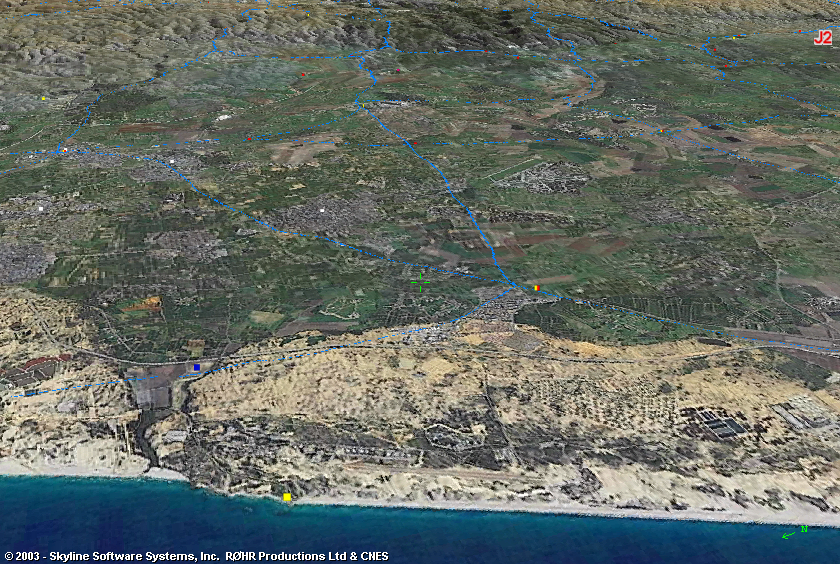 J2
N
© 2003 - Skyline Software Systems, Inc. RØHR Productions Ltd & CNES